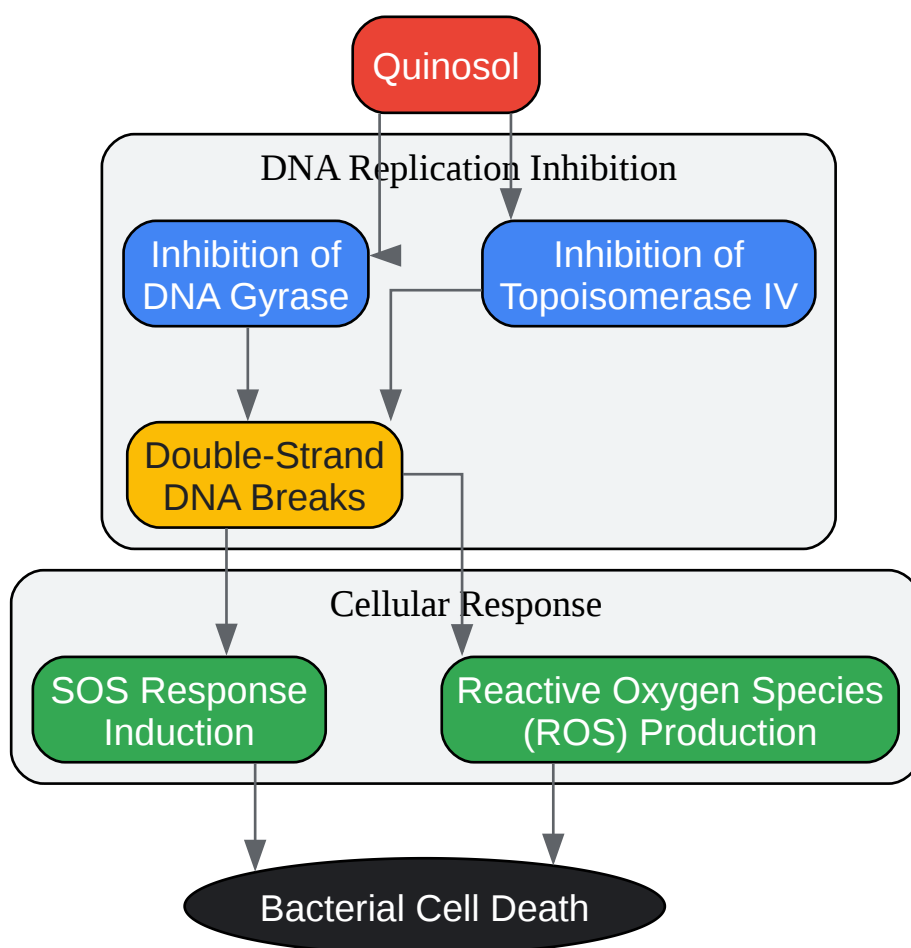 Quinosol
DNA Replication Inhibition
Inhibition of
DNA Gyrase
Inhibition of
Topoisomerase IV
Double-Strand
DNA Breaks
Cellular Response
SOS Response
Induction
Reactive Oxygen Species
(ROS) Production
Bacterial Cell Death